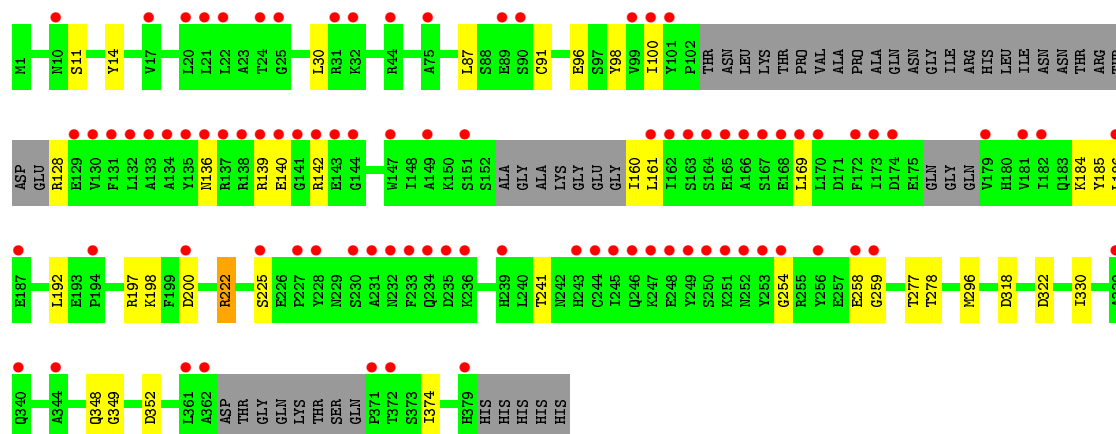 M1 N10 S11 Y14 V17 L20 L21 L22 A23 T24 G25 L30 R31 K32 R44 A75 L87 S88 E89 S90 C91 E96 S97 Y98 V99 I100 Y101 P102 THR ASN LEU LYS THR PRO VAL ALA PRO ALA GLN ASN GLY ILE ARG HIS LEU ILE ASN ASN THR ARG
ASP GLU R128 E129 V130 F131 L132 A133 A134 Y135 N136 R137 R138 R139 E140 G141 R142 E143 G144 W147 I148 A149 K150 S151 S152 ALA GLY ALA LYS GLY GLU GLY I160 L161 I162 S163 S164 E165 A166 S167 E168 L169 L170 D171 F172 I173 D174 E175 GLN GLY GLN V179 H180 V181 I182 Q183 K184 Y185 L186
E187 L192 E193 P194 R197 K198 F199 D200 R222 S225 E226 P227 Y228 N229 S230 A231 N232 F233 Q234 D235 K236 H239 L240 T241 N242 H243 C244 I245 Q246 K247 E248 Y249 S250 K251 N252 Y253 G254 R255 Y256 E257 E258 G259 T277 T278 M296 D318 D322 I330
Q340 A344 Q348 G349 D352 L361 A362 ASP THR GLY GLN LYS THR SER GLN P371 T372 S373 I374 H379 HIS HIS HIS HIS HIS